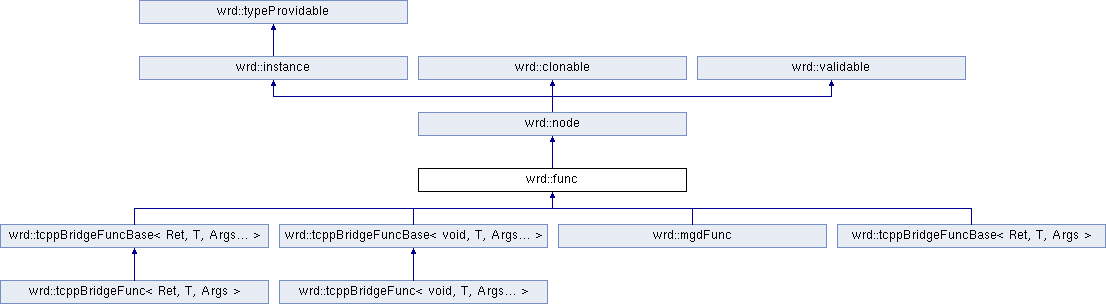 wrd::typeProvidable
wrd::instance
wrd::clonable
wrd::validable
wrd::node
wrd::func
wrd::tcppBridgeFuncBase< Ret, T, Args... >
wrd::tcppBridgeFuncBase< void, T, Args... >
wrd::mgdFunc
wrd::tcppBridgeFuncBase< Ret, T, Args >
wrd::tcppBridgeFunc< Ret, T, Args >
wrd::tcppBridgeFunc< void, T, Args... >